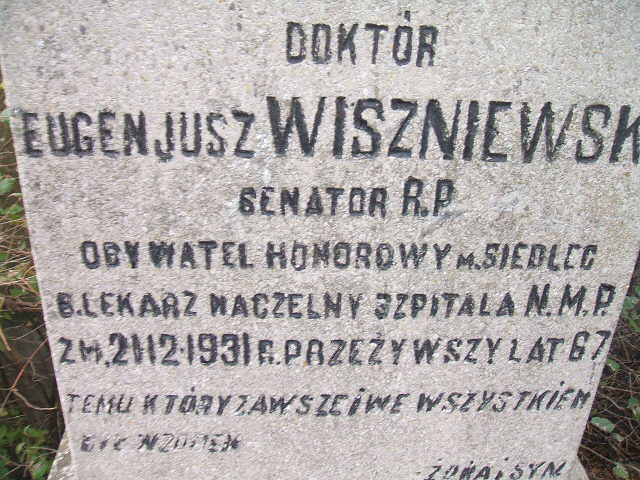 DOKTÓR
EUGENJUSZ WISZNIEWSK
SENATOR R.P.
OBYWATEL HONOROWY M. SIEDLEC
B. LEKARZ NACZELNY SZPITALA N.M.P.
ZM. 21 12 1931 R. PRZEŻYWSZY LAT 67
TEMU KTÓRY ZAWSZE I WE WSZYSTKIEM
BYŁ WZOREM
ŻONA I SYN